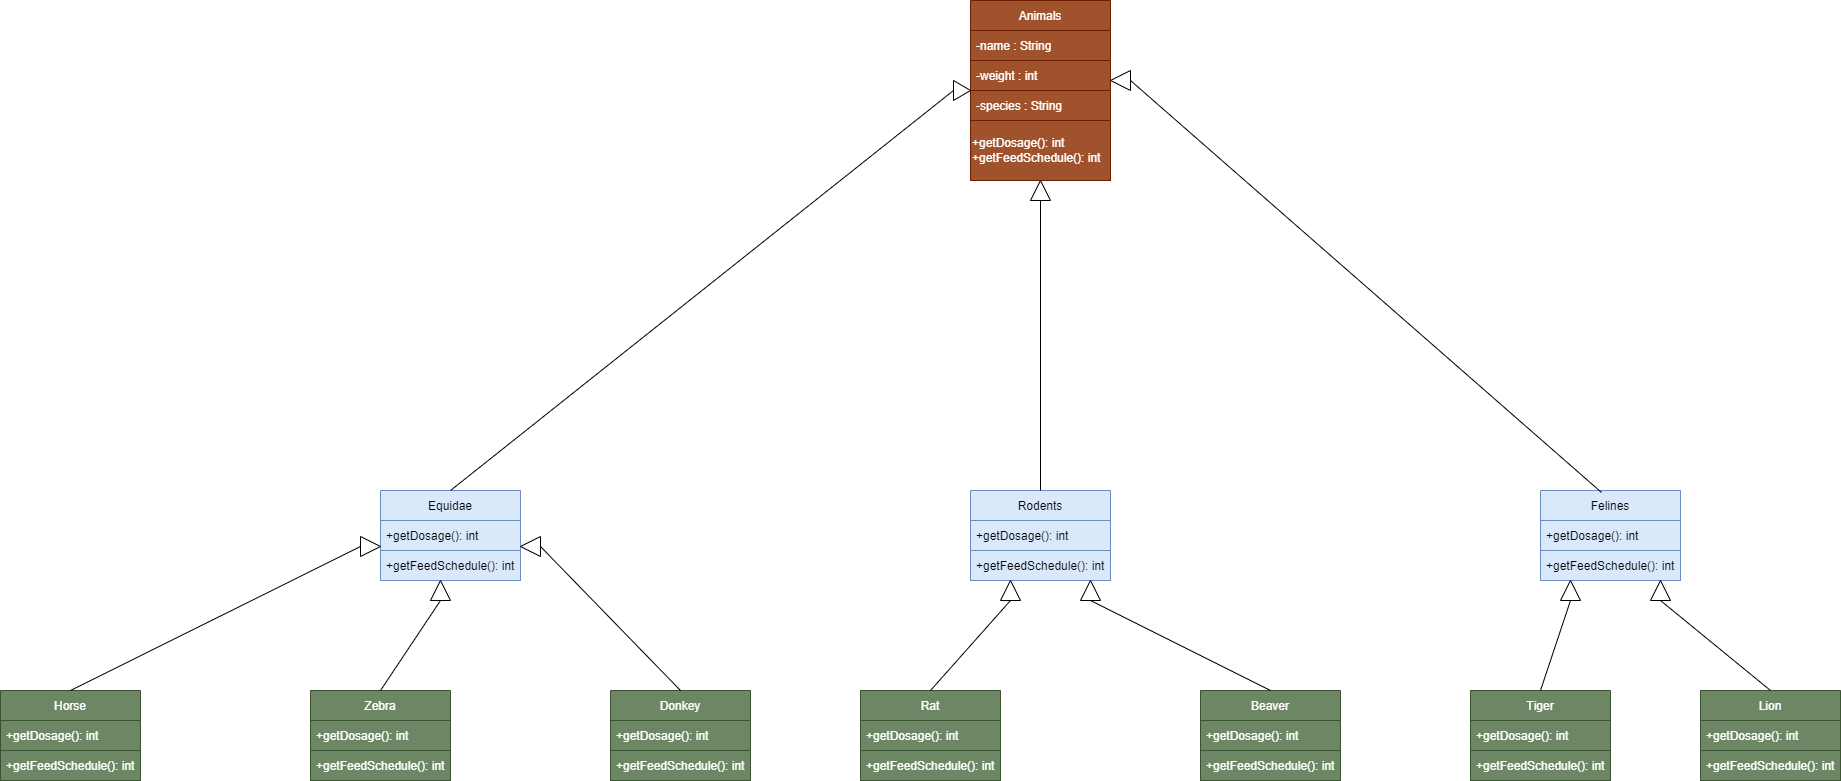 Animals
-name : String
-weight : int
-species : String
+getDosage(): int
+getFeedSchedule(): int
Equidae
+getDosage(): int
+getFeedSchedule(): int
Rodents
+getDosage(): int
+getFeedSchedule(): int
Felines
+getDosage(): int
+getFeedSchedule(): int
Horse
+getDosage(): int
+getFeedSchedule(): int
Zebra
+getDosage(): int
+getFeedSchedule(): int
Donkey
+getDosage(): int
+getFeedSchedule(): int
Rat
+getDosage(): int
+getFeedSchedule(): int
Beaver
+getDosage(): int
+getFeedSchedule(): int
Tiger
+getDosage(): int
+getFeedSchedule(): int
Lion
+getDosage(): int
+getFeedSchedule(): int